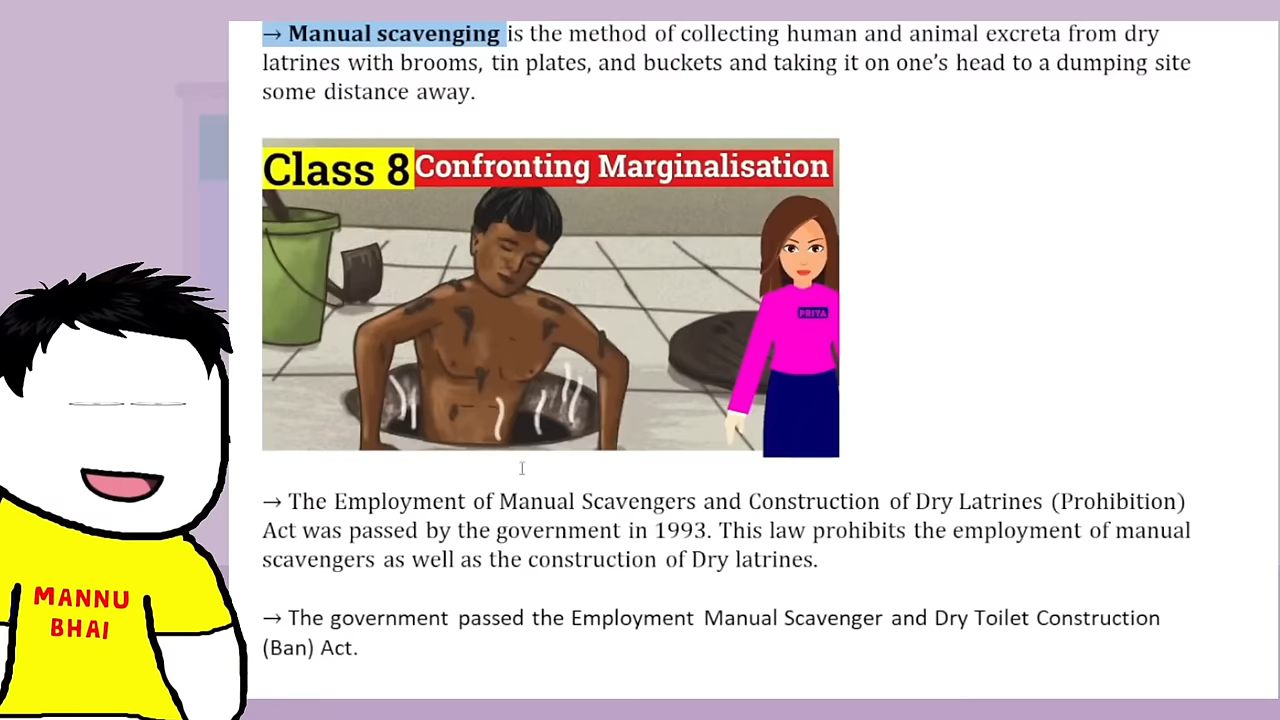 → Manual scavenging is the method of collecting human and animal excreta from dry
latrines with brooms, tin plates, and buckets and taking it on one’s head to a dumping site
some distance away.
Class 8 Confronting Marginalisation
PRIYA
→ The Employment of Manual Scavengers and Construction of Dry Latrines (Prohibition)
Act was passed by the government in 1993. This law prohibits the employment of manual
scavengers as well as the construction of Dry latrines.
→ The government passed the Employment Manual Scavenger and Dry Toilet Construction
(Ban) Act.
MANNU
BHAI